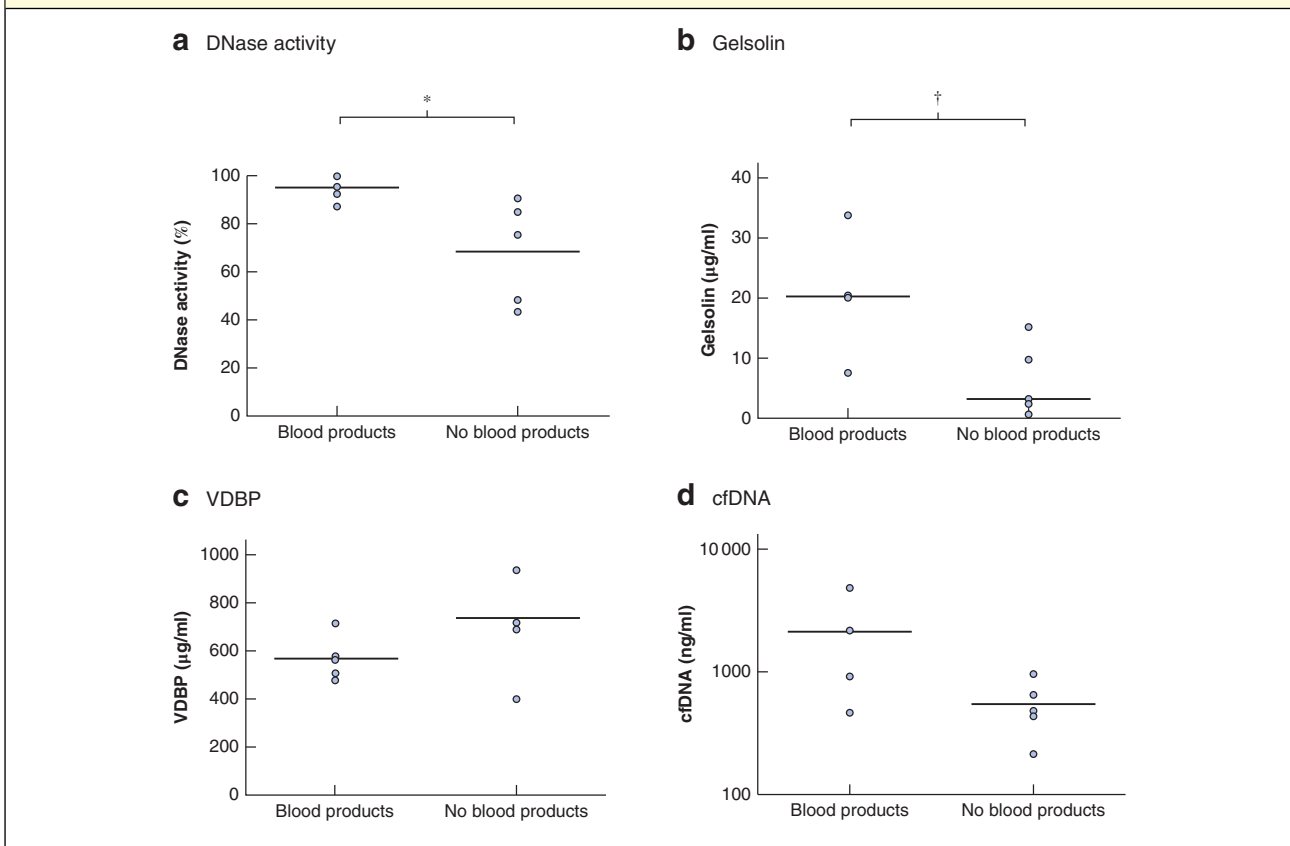 a DNase activity
*
DNase activity (%)
100
80
60
40
20
0
Blood products No blood products
b Gelsolin
†
Gelsolin (µg/ml)
40
30
20
10
0
Blood products No blood products
c VDBP
VDBP (µg/ml)
1000
800
600
400
200
0
Blood products No blood products
d cfDNA
cfDNA (ng/ml)
10 000
1000
100
Blood products No blood products